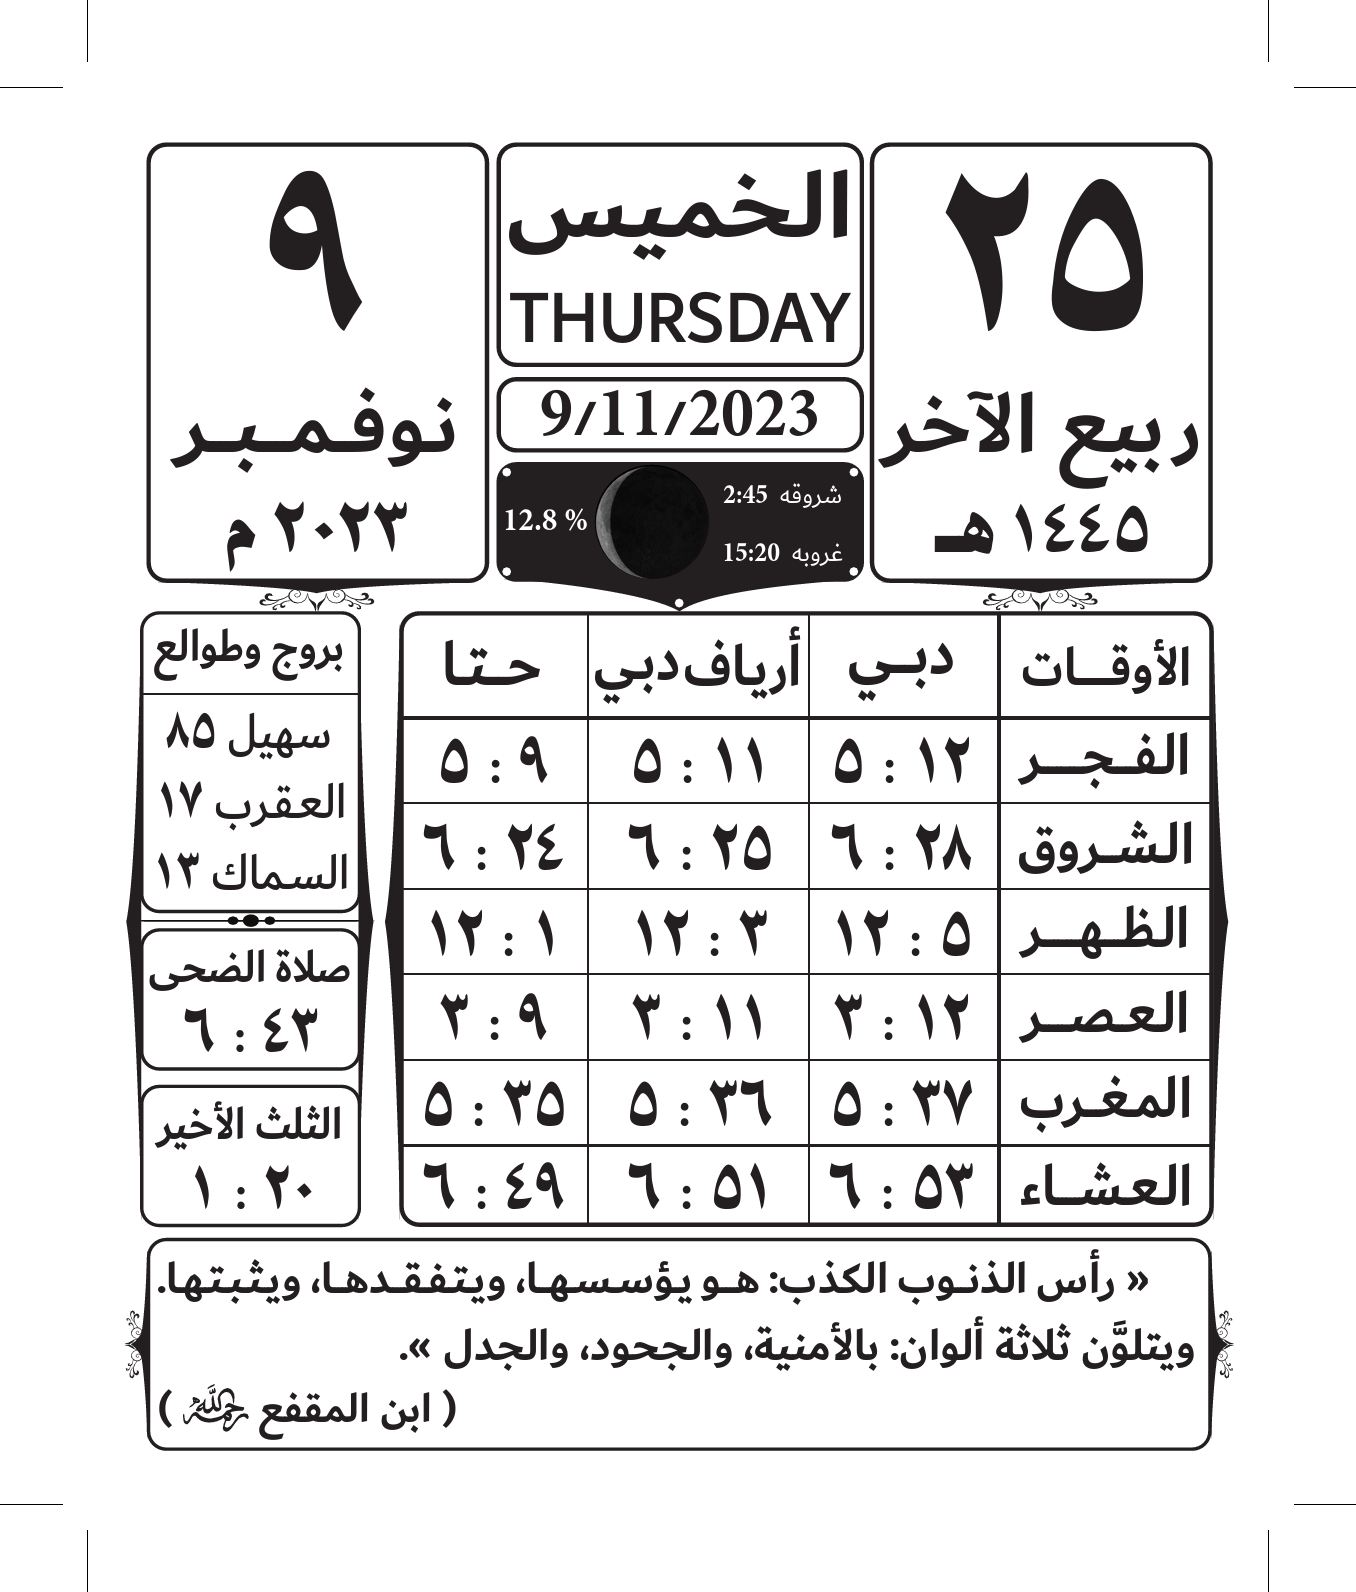 ٢٥
ربيع الآخر
١٤٤٥ هـ
الخميس
THURSDAY
9/11/2023
شروقه 2:45
غروبه 15:20
12.8 %
٩
نوفمبر
٢٠٢٣ م
الأوقات دبي أرياف دبي حتا
الفجر ٥ : ١٢ ٥ : ١١ ٥ : ٩
الشروق ٦ : ٢٨ ٦ : ٢٥ ٦ : ٢٤
الظهر ١٢ : ٥ ١٢ : ٣ ١٢ : ١
العصر ٣ : ١٢ ٣ : ١١ ٣ : ٩
المغرب ٥ : ٣٧ ٥ : ٣٦ ٥ : ٣٥
العشاء ٦ : ٥٣ ٦ : ٥١ ٦ : ٤٩
بروج وطوالع
سهيل ٨٥
العقرب ١٧
السماك ١٣
صلاة الضحى
٦ : ٤٣
الثلث الأخير
١ : ٢٠
« رأس الذنوب الكذب: هو يؤسسها، ويتفقدها، ويثبتها.
ويتلوَّن ثلاثة ألوان: بالأمنية، والجحود، والجدل ».
( ابن المقفع رحمه الله )